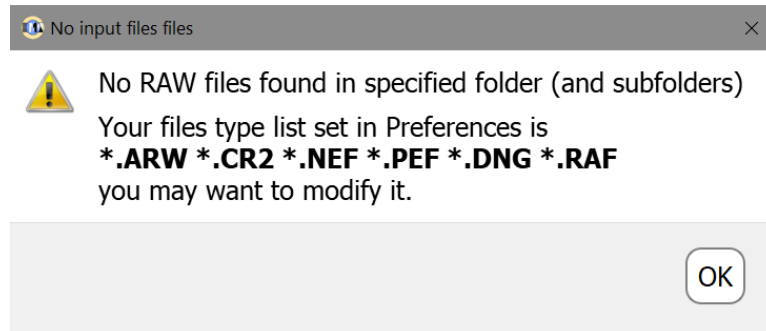 No input files files
No RAW files found in specified folder (and subfolders)
Your files type list set in Preferences is
*.ARW *.CR2 *.NEF *.PEF *.DNG *.RAF
you may want to modify it.
OK